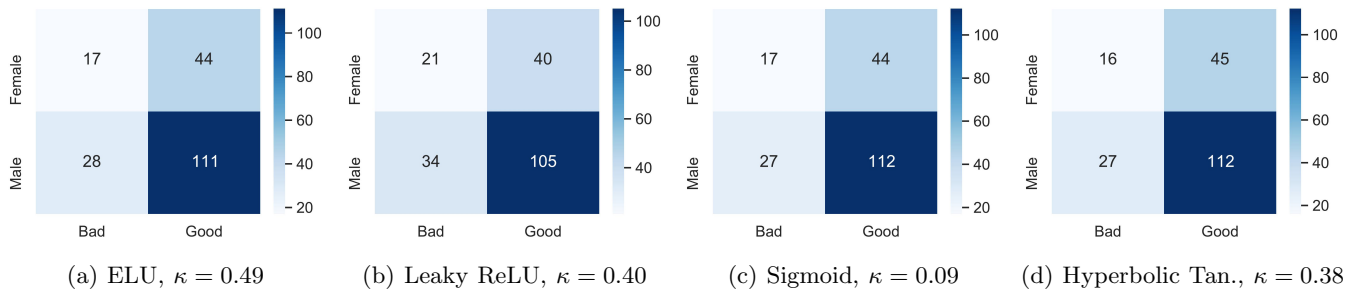 Female
17
44
Male
28
111
Bad
Good
100
80
60
40
20
(a) ELU, κ = 0.49
21
40
34
105
Bad
Good
100
80
60
40
(b) Leaky ReLU, κ = 0.40
Female
17
44
Male
27
112
Bad
Good
100
80
60
40
20
(c) Sigmoid, κ = 0.09
Female
16
45
Male
27
112
Bad
Good
100
80
60
40
20
(d) Hyperbolic Tan., κ = 0.38